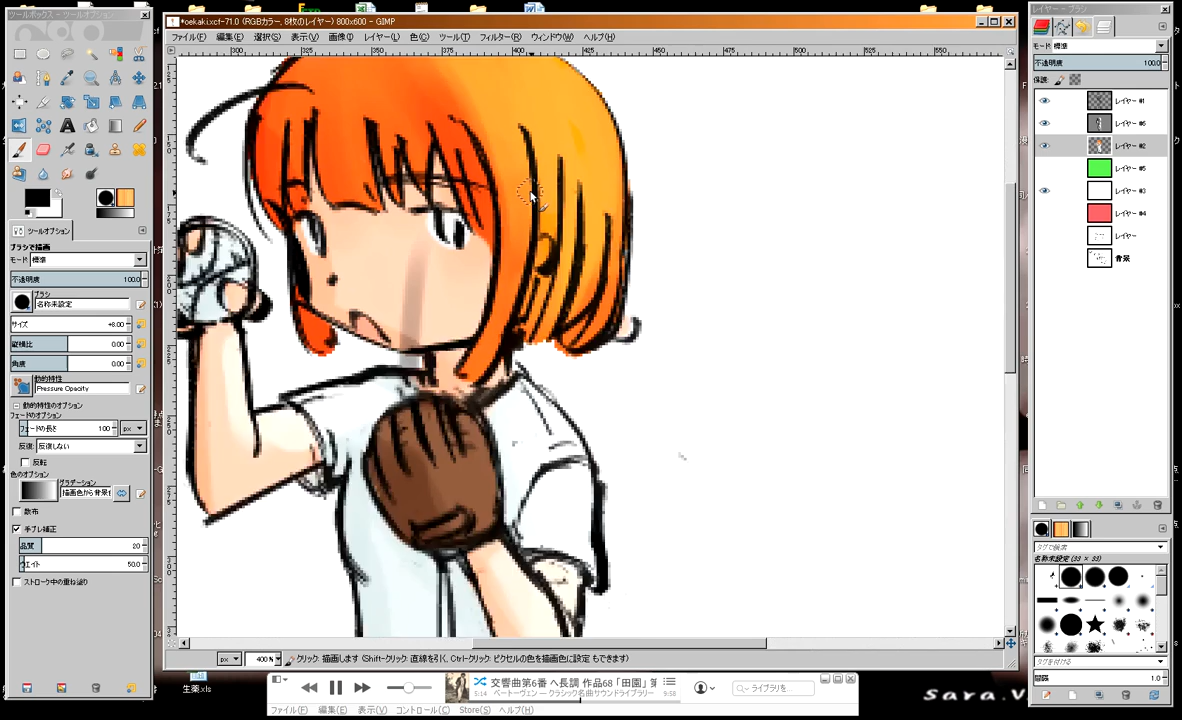 ツールボックス - ツールオプション
*oekaki.xcf-71.0 (RGBカラー, 8枚のレイヤー) 800x600 – GIMP
レイヤー - ブラシ
ファイル(F) 編集(E) 選択(S) 表示(V) 画像(I) レイヤー(L) 色(C) ツール(T) フィルター(R) ウィンドウ(W) ヘルプ(H)
300 325 350 375 400 425 450 475 500 525 550
モード: 標準
不透明度 100.0
保護:
レイヤー #1
レイヤー #6
レイヤー #2
レイヤー #5
レイヤー #3
レイヤー #4
レイヤー
背景
ツールオプション
ブラシで描画
モード: 標準
不透明度 100.0
ブラシ
名称未設定
サイズ 8.00
縦横比 0.00
角度 0.00
動的特性
Pressure Opacity
動的特性のオプション
フェードのオプション
フェードの長さ 100 px
反復: 反復しない
反転
色のオプション
グラデーション
描画色から背景
散布
手ブレ補正
品質 20
ウエイト 50.0
ストローク中の重ね塗り
タグで検索
名称未設定 (33 × 33)
タグを付ける
間隔 1.0
px 400% クリック: 描画します (Shift-クリック: 直線を引く, Ctrl-クリック: ピクセルの色を描画色に設定 もできます)
生薬.xls
交響曲第6番 ヘ長調 作品68「田園」第
5:14 ベートーヴェン — クラシック名曲サウンドライブラリー 9:58
ライブラリを
ファイル(F) 編集(E) 表示(V) コントロール(C) Store(S) ヘルプ(H)
sara.v